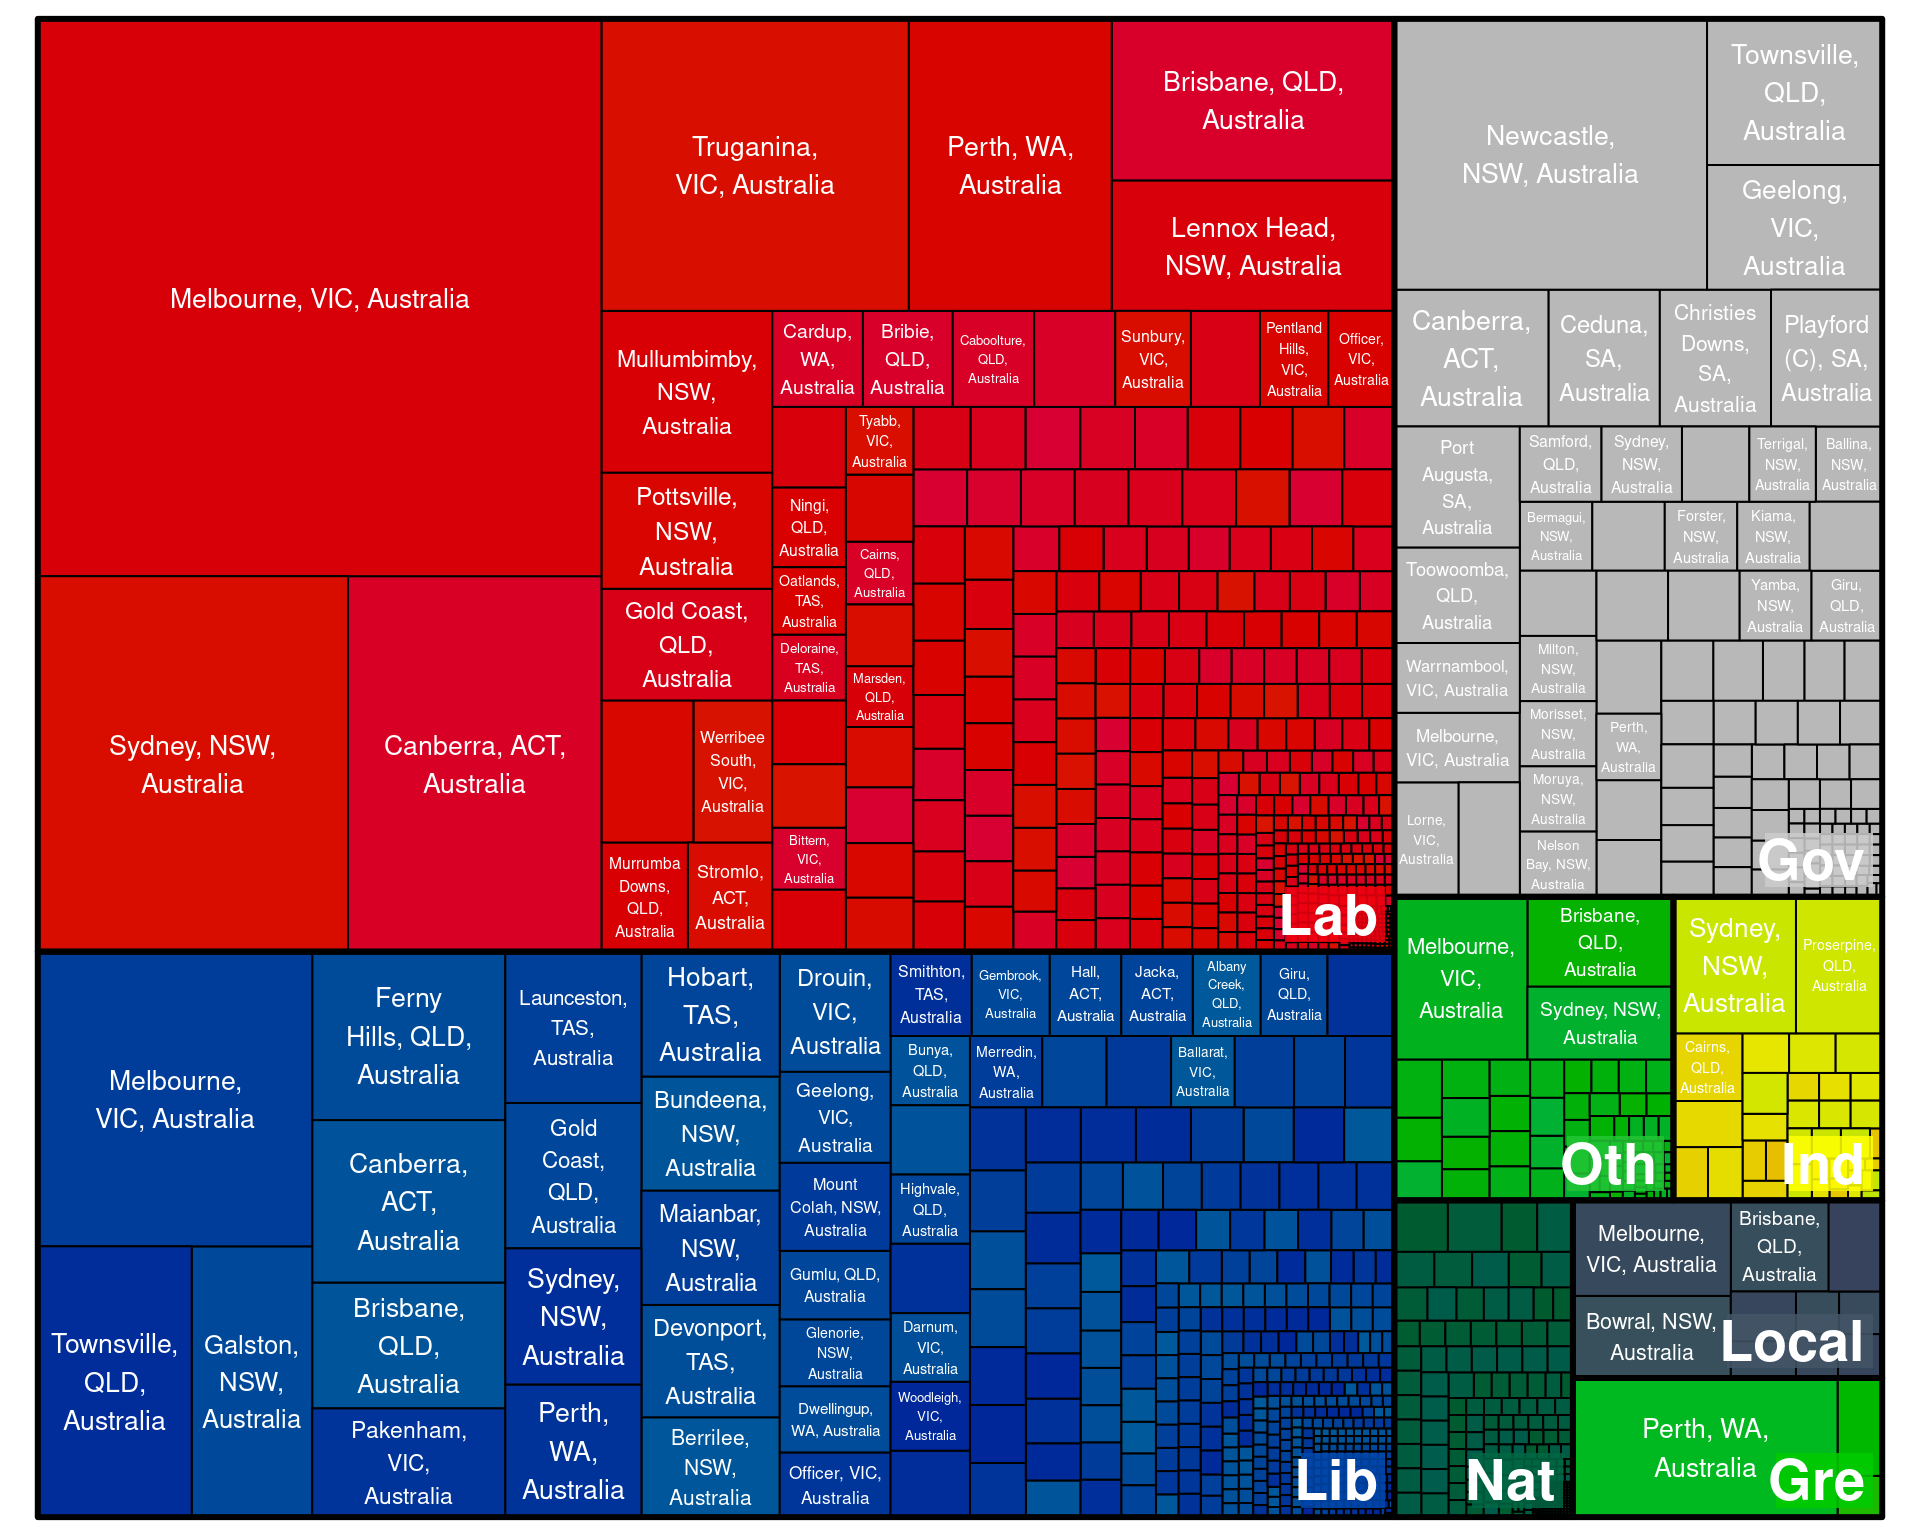 Melbourne, VIC, Australia
Sydney, NSW,
Australia
Canberra, ACT,
Australia
Truganina,
VIC, Australia
Perth, WA,
Australia
Brisbane, QLD,
Australia
Lennox Head,
NSW, Australia
Mullumbimby,
NSW,
Australia
Pottsville,
NSW,
Australia
Gold Coast,
QLD,
Australia
Werribee
South,
VIC,
Australia
Murrumba
Downs,
QLD,
Australia
Stromlo,
ACT,
Australia
Cardup,
WA,
Australia
Bribie,
QLD,
Australia
Caboolture,
QLD,
Australia
Sunbury,
VIC,
Australia
Pentland
Hills,
VIC,
Australia
Officer,
VIC,
Australia
Tyabb,
VIC,
Australia
Ningi,
QLD,
Australia
Oatlands,
TAS,
Australia
Deloraine,
TAS,
Australia
Cairns,
QLD,
Australia
Marsden,
QLD,
Australia
Bittern,
VIC,
Australia
Lab
Newcastle,
NSW, Australia
Townsville,
QLD,
Australia
Geelong,
VIC,
Australia
Canberra,
ACT,
Australia
Ceduna,
SA,
Australia
Christies
Downs,
SA,
Australia
Playford
(C), SA,
Australia
Port
Augusta,
SA,
Australia
Toowoomba,
QLD,
Australia
Warrnambool,
VIC, Australia
Melbourne,
VIC, Australia
Lorne,
VIC,
Australia
Samford,
QLD,
Australia
Sydney,
NSW,
Australia
Terrigal,
NSW,
Australia
Ballina,
NSW,
Australia
Bermagui,
NSW,
Australia
Forster,
NSW,
Australia
Kiama,
NSW,
Australia
Yamba,
NSW,
Australia
Giru,
QLD,
Australia
Milton,
NSW,
Australia
Morisset,
NSW,
Australia
Perth,
WA,
Australia
Moruya,
NSW,
Australia
Nelson
Bay, NSW,
Australia
Gov
Melbourne,
VIC, Australia
Townsville,
QLD,
Australia
Galston,
NSW,
Australia
Ferny
Hills, QLD,
Australia
Canberra,
ACT,
Australia
Brisbane,
QLD,
Australia
Pakenham,
VIC,
Australia
Launceston,
TAS,
Australia
Gold
Coast,
QLD,
Australia
Sydney,
NSW,
Australia
Perth,
WA,
Australia
Hobart,
TAS,
Australia
Bundeena,
NSW,
Australia
Maianbar,
NSW,
Australia
Devonport,
TAS,
Australia
Berrilee,
NSW,
Australia
Drouin,
VIC,
Australia
Geelong,
VIC,
Australia
Mount
Colah, NSW,
Australia
Gumlu, QLD,
Australia
Glenorie,
NSW,
Australia
Dwellingup,
WA, Australia
Officer, VIC,
Australia
Smithton,
TAS,
Australia
Gembrook,
VIC,
Australia
Hall,
ACT,
Australia
Jacka,
ACT,
Australia
Albany
Creek,
QLD,
Australia
Giru,
QLD,
Australia
Bunya,
QLD,
Australia
Merredin,
WA,
Australia
Ballarat,
VIC,
Australia
Highvale,
QLD,
Australia
Darnum,
VIC,
Australia
Woodleigh,
VIC,
Australia
Lib
Melbourne,
VIC,
Australia
Brisbane,
QLD,
Australia
Sydney, NSW,
Australia
Oth
Sydney,
NSW,
Australia
Proserpine,
QLD,
Australia
Cairns,
QLD,
Australia
Ind
Nat
Melbourne,
VIC, Australia
Brisbane,
QLD,
Australia
Bowral, NSW,
Australia
Local
Perth, WA,
Australia
Gre